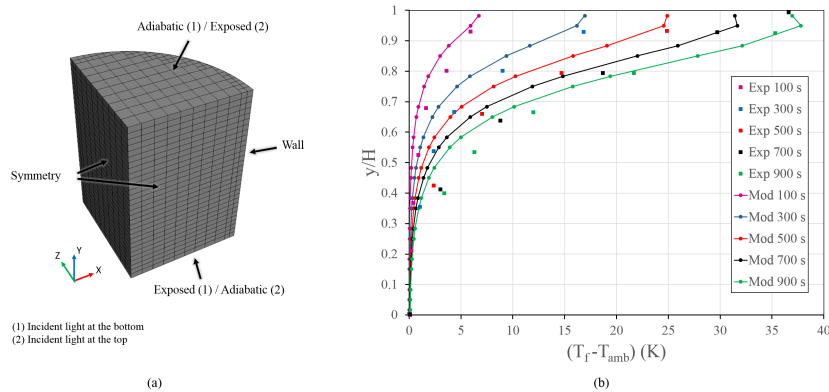 (a)
Adiabatic (1) / Exposed (2)
Wall
Symmetry
Z
Y
X
Exposed (1) / Adiabatic (2)
(1) Incident light at the bottom
(2) Incident light at the top
(a)
(b)
1
0.9
0.8
0.7
0.6
0.5
0.4
0.3
0.2
0.1
0
y/H
0
5
10
15
20
25
30
35
40
(Tf-Tamb) (K)
Exp 100 s
Exp 300 s
Exp 500 s
Exp 700 s
Exp 900 s
Mod 100 s
Mod 300 s
Mod 500 s
Mod 700 s
Mod 900 s
(b)